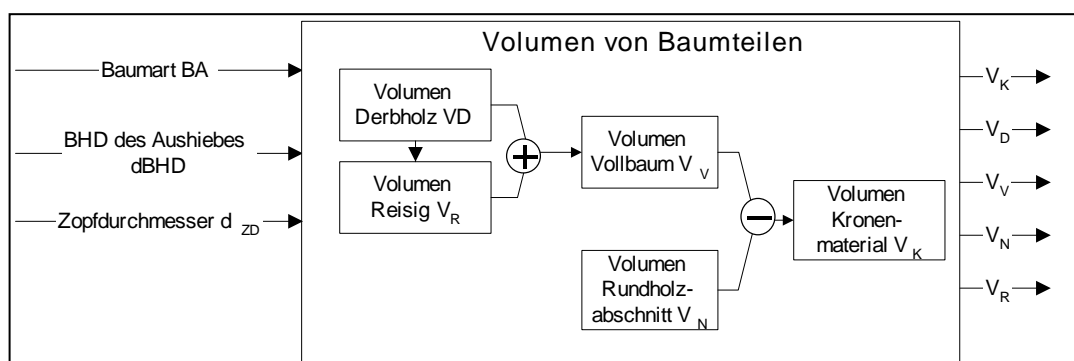 Volumen von Baumteilen
Baumart BA
BHD des Aushiebes
dBHD
Zopfdurchmesser d ZD
Volumen
Derbholz VD
Volumen
Reisig V R
+
Volumen
Vollbaum V V
Volumen
Rundholz-
abschnitt V N
−
Volumen
Kronen-
material V K
V K
V D
V V
V N
V R